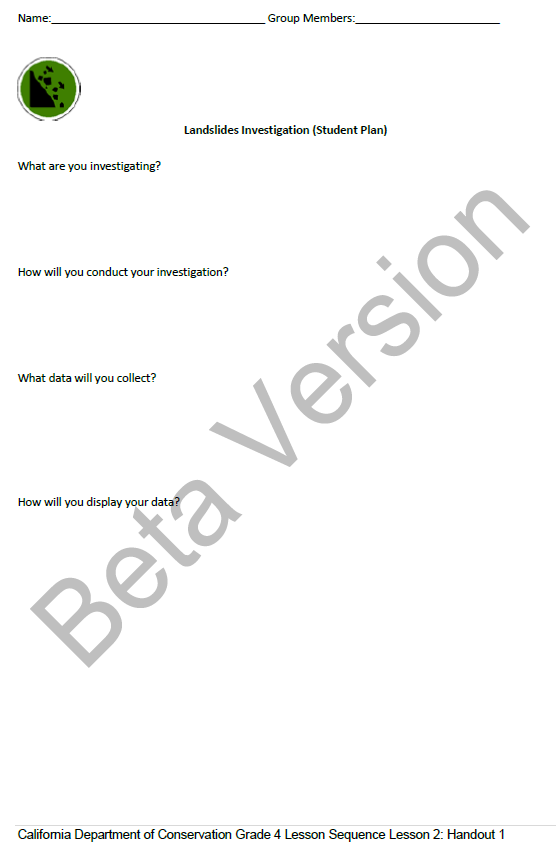 Name:__________________________________ Group Members:_______________________
Landslides Investigation (Student Plan)
What are you investigating?
How will you conduct your investigation?
What data will you collect?
How will you display your data?
Beta Version
California Department of Conservation Grade 4 Lesson Sequence Lesson 2: Handout 1